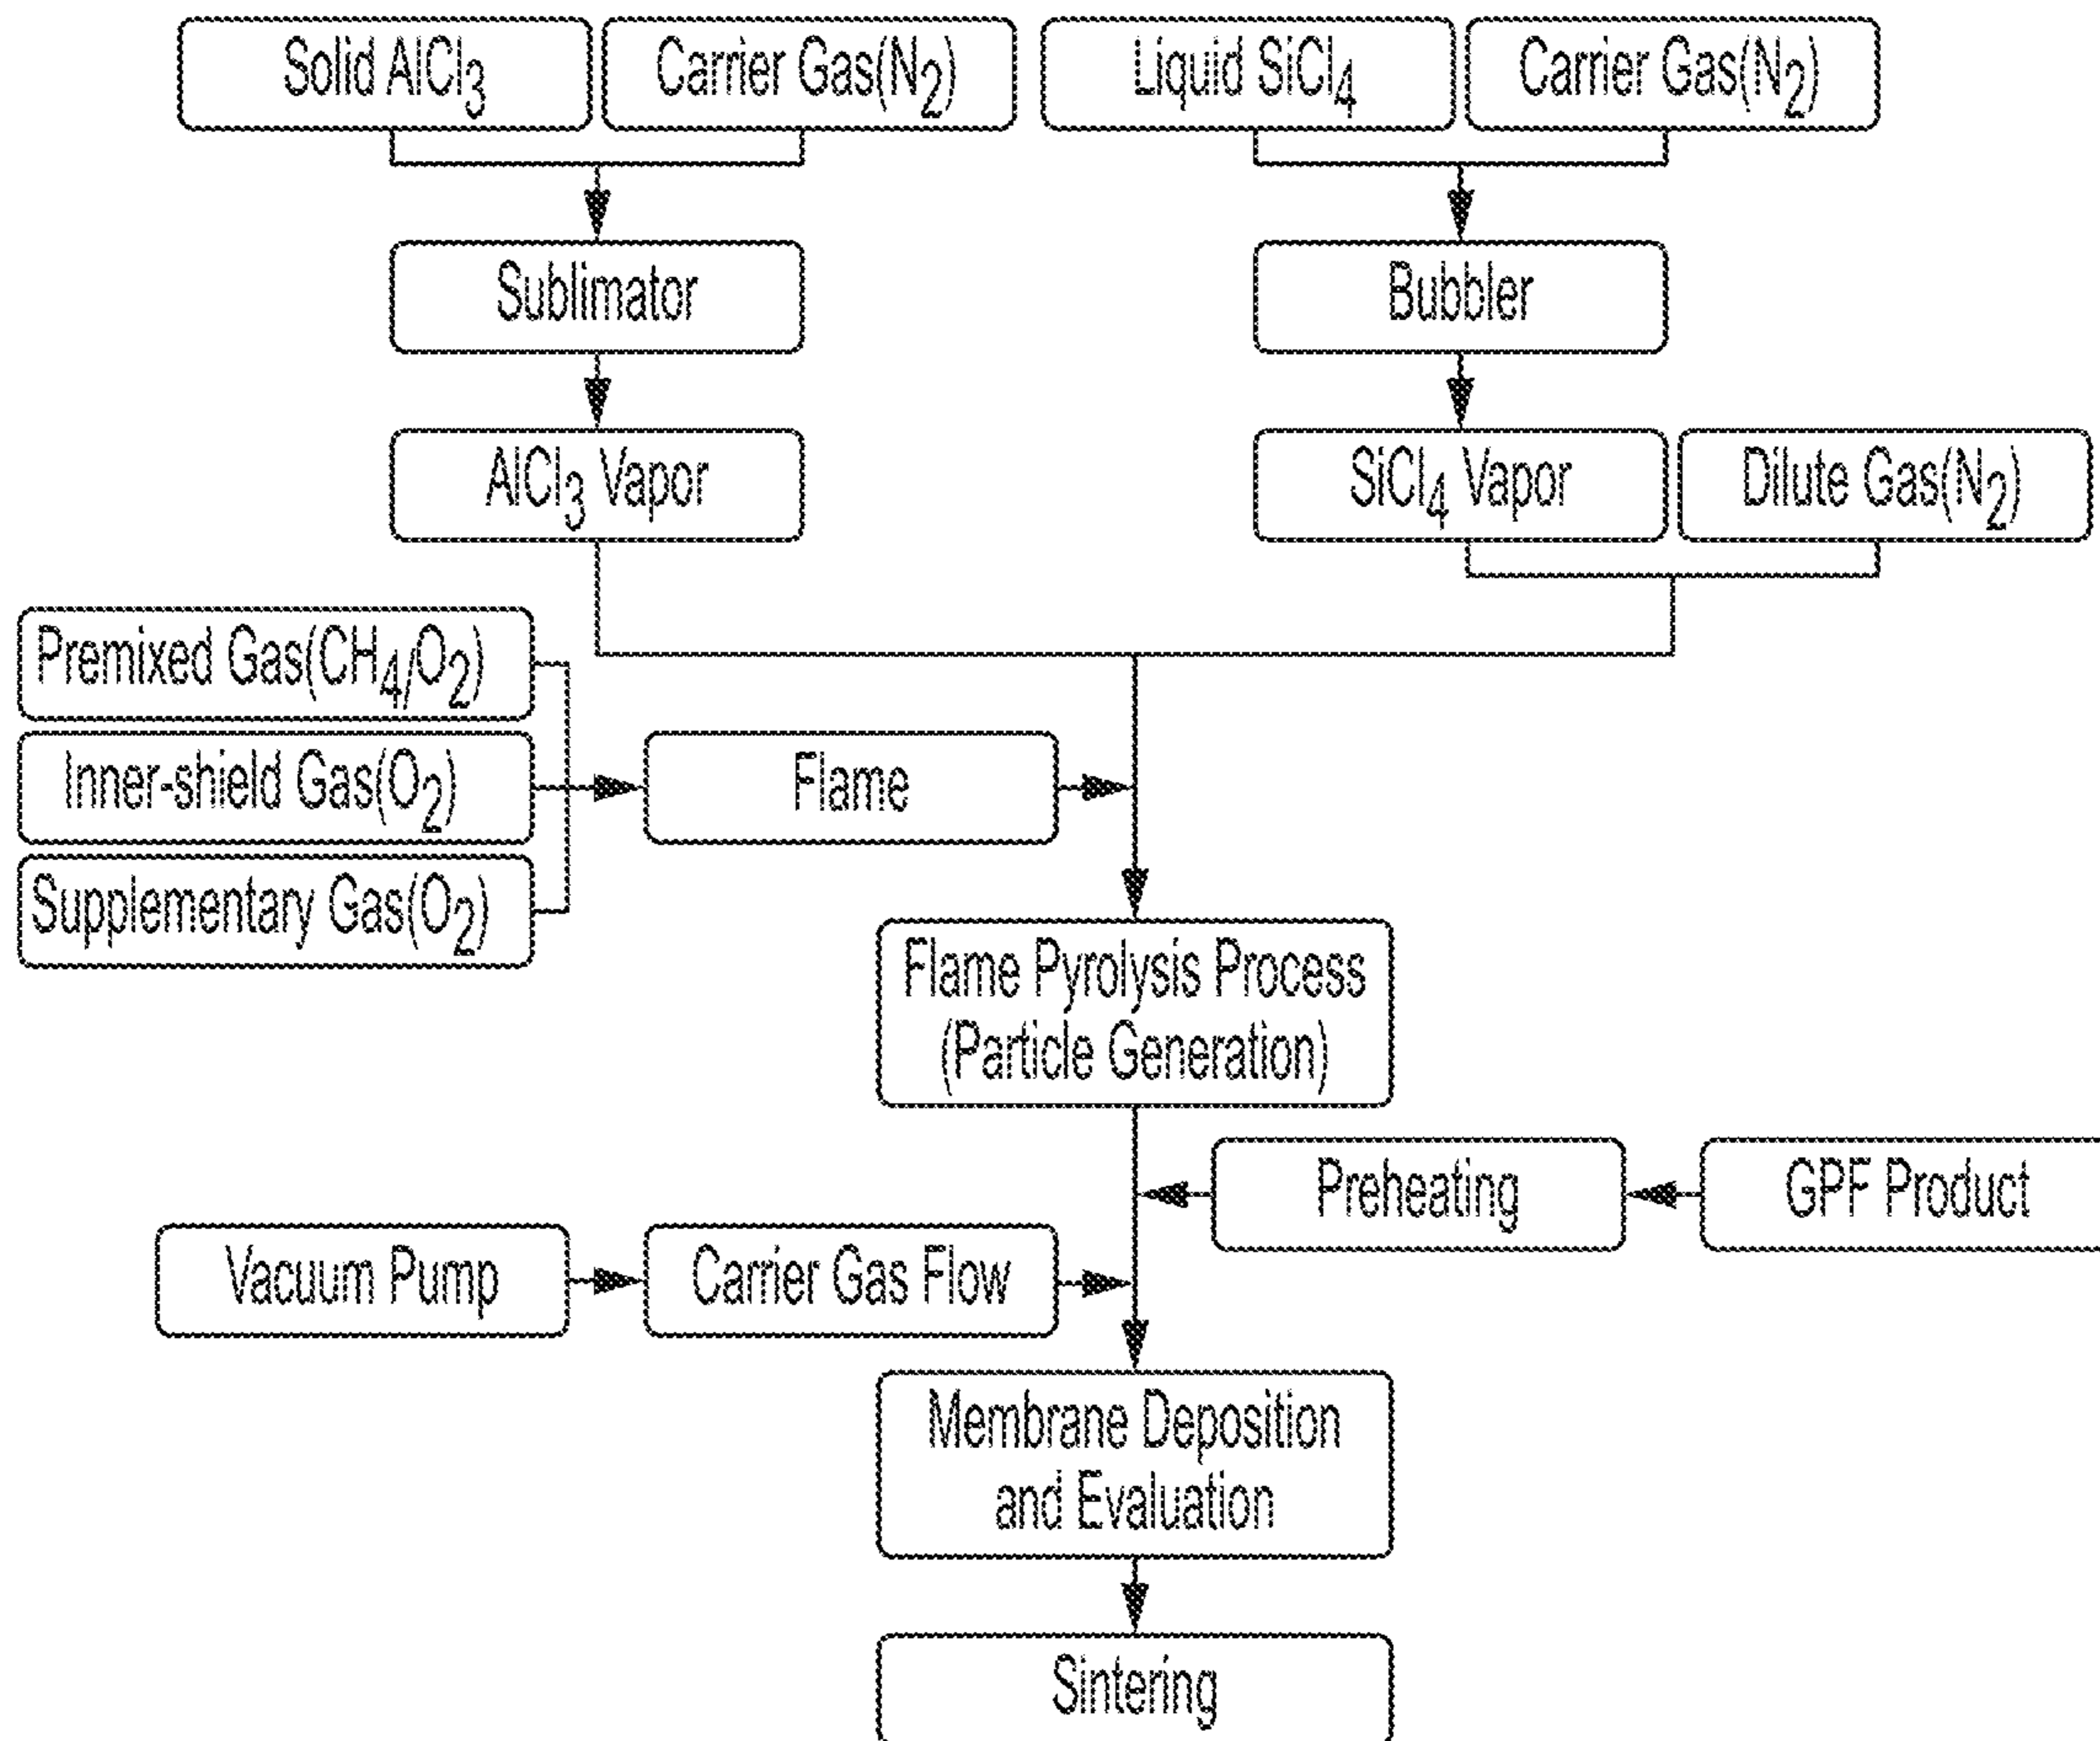 Solid AlCl3
Carrier Gas(N2)
Liquid SiCl4
Carrier Gas(N2)
Sublimator
Bubbler
AlCl3 Vapor
SiCl4 Vapor
Dilute Gas(N2)
Premixed Gas(CH4/O2)
Inner-shield Gas(O2)
Flame
Supplementary Gas(O2)
Flame Pyrolysis Process
(Particle Generation)
Preheating
GPF Product
Vacuum Pump
Carrier Gas Flow
Membrane Deposition
and Evaluation
Sintering